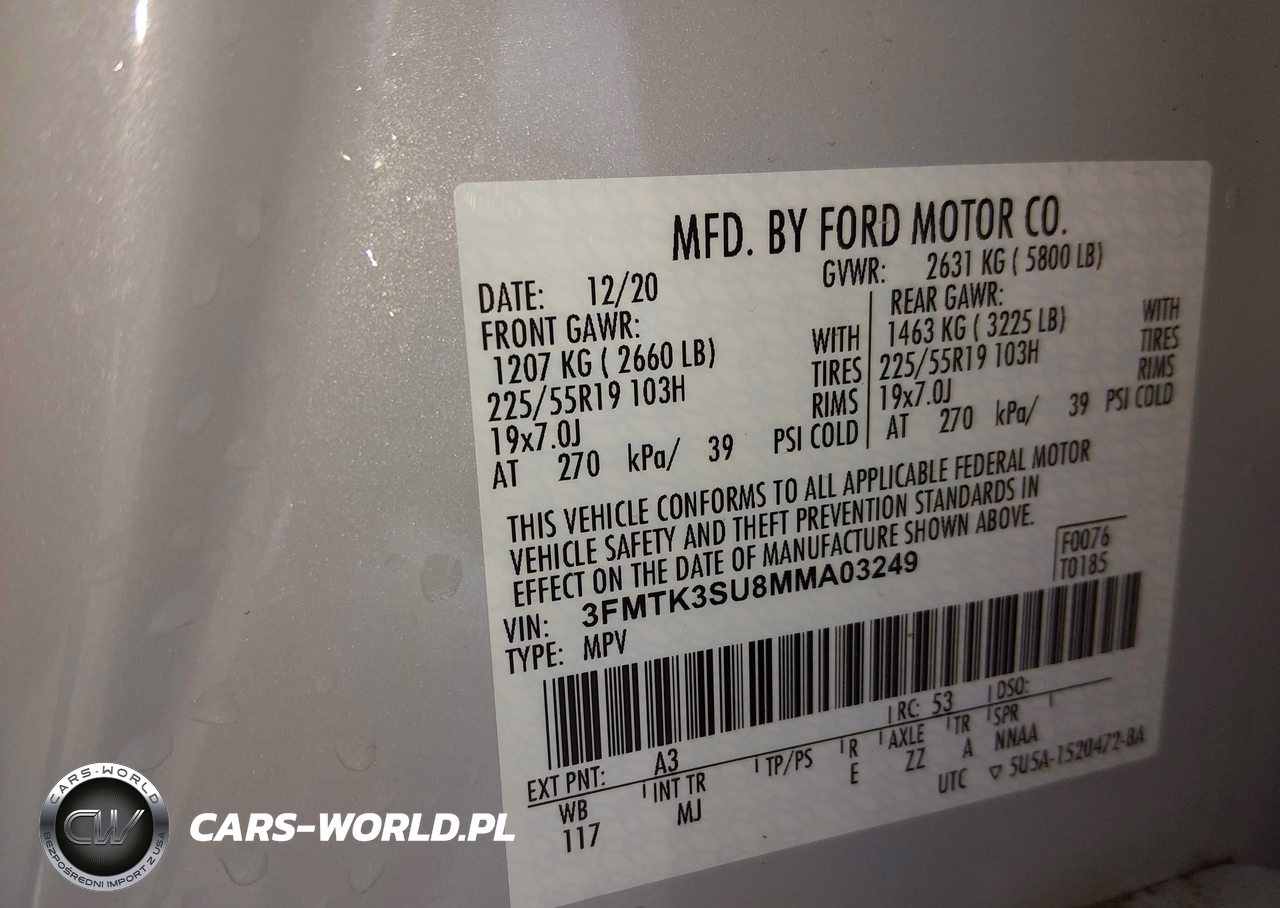 MFD. BY FORD MOTOR CO.
DATE: 12/20 GVWR: 2631 KG ( 5800 LB)
FRONT GAWR: REAR GAWR:
1207 KG ( 2660 LB) WITH 1463 KG ( 3225 LB) WITH
225/55R19 103H TIRES 225/55R19 103H TIRES
19x7.0J RIMS 19x7.0J RIMS
AT 270 kPa/ 39 PSI COLD AT 270 kPa/ 39 PSI COLD
THIS VEHICLE CONFORMS TO ALL APPLICABLE FEDERAL MOTOR
VEHICLE SAFETY AND THEFT PREVENTION STANDARDS IN
EFFECT ON THE DATE OF MANUFACTURE SHOWN ABOVE.
F0076
T0185
VIN: 3FMTK3SU8MMA03249
TYPE: MPV
RC: 53 DSO:
EXT PNT: A3
WB INT TR TP/PS R AXLE TR SPR
117 MJ E ZZ A NNAA
UTC ▽ 5U5A-1520472-BA
CARS-WORLD
CW
BEZPOŚREDNI IMPORT Z USA
CARS-WORLD.PL